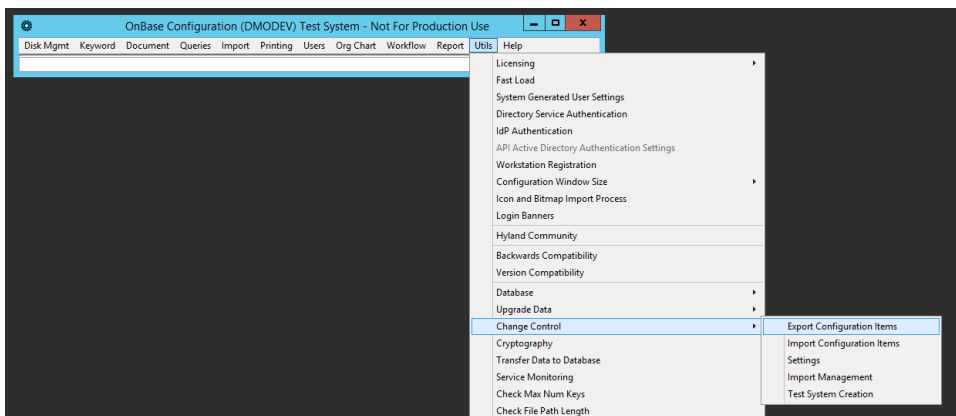 OnBase Configuration (DMODEV) Test System - Not For Production Use
Disk Mgmt Keyword Document Queries Import Printing Users Org Chart Workflow Report Utils Help
Licensing
Fast Load
System Generated User Settings
Directory Service Authentication
IdP Authentication
API Active Directory Authentication Settings
Workstation Registration
Configuration Window Size
Icon and Bitmap Import Process
Login Banners
Hyland Community
Backwards Compatibility
Version Compatibility
Database
Upgrade Data
Change Control
Cryptography
Transfer Data to Database
Service Monitoring
Check Max Num Keys
Check File Path Length
Export Configuration Items
Import Configuration Items
Settings
Import Management
Test System Creation